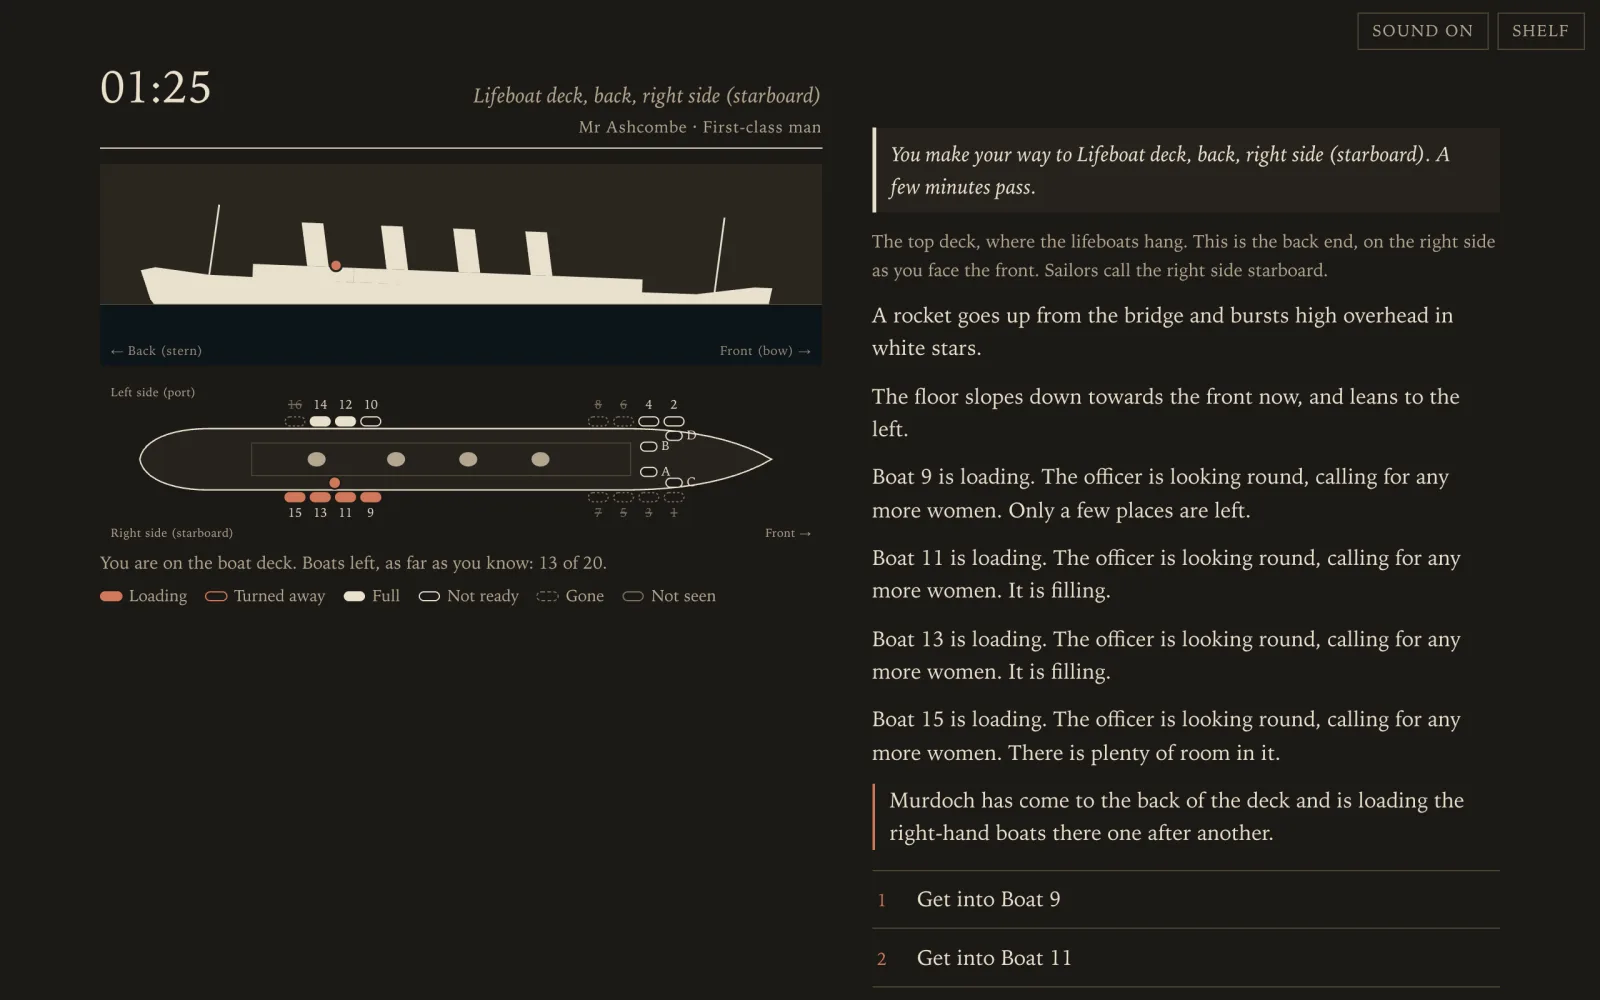 SOUND ON
SHELF
01:25
Lifeboat deck, back, right side (starboard)
Mr Ashcombe · First-class man
← Back (stern)
Front (bow) →
Left side (port)
16 14 12 10
8 6 4 2
D
B
A
C
15 13 11 9
7 5 3 1
Right side (starboard)
Front →
You are on the boat deck. Boats left, as far as you know: 13 of 20.
Loading
Turned away
Full
Not ready
Gone
Not seen
You make your way to Lifeboat deck, back, right side (starboard). A
few minutes pass.
The top deck, where the lifeboats hang. This is the back end, on the right side
as you face the front. Sailors call the right side starboard.
A rocket goes up from the bridge and bursts high overhead in
white stars.
The floor slopes down towards the front now, and leans to the
left.
Boat 9 is loading. The officer is looking round, calling for any
more women. Only a few places are left.
Boat 11 is loading. The officer is looking round, calling for any
more women. It is filling.
Boat 13 is loading. The officer is looking round, calling for any
more women. It is filling.
Boat 15 is loading. The officer is looking round, calling for any
more women. There is plenty of room in it.
Murdoch has come to the back of the deck and is loading the
right-hand boats there one after another.
1 Get into Boat 9
2 Get into Boat 11